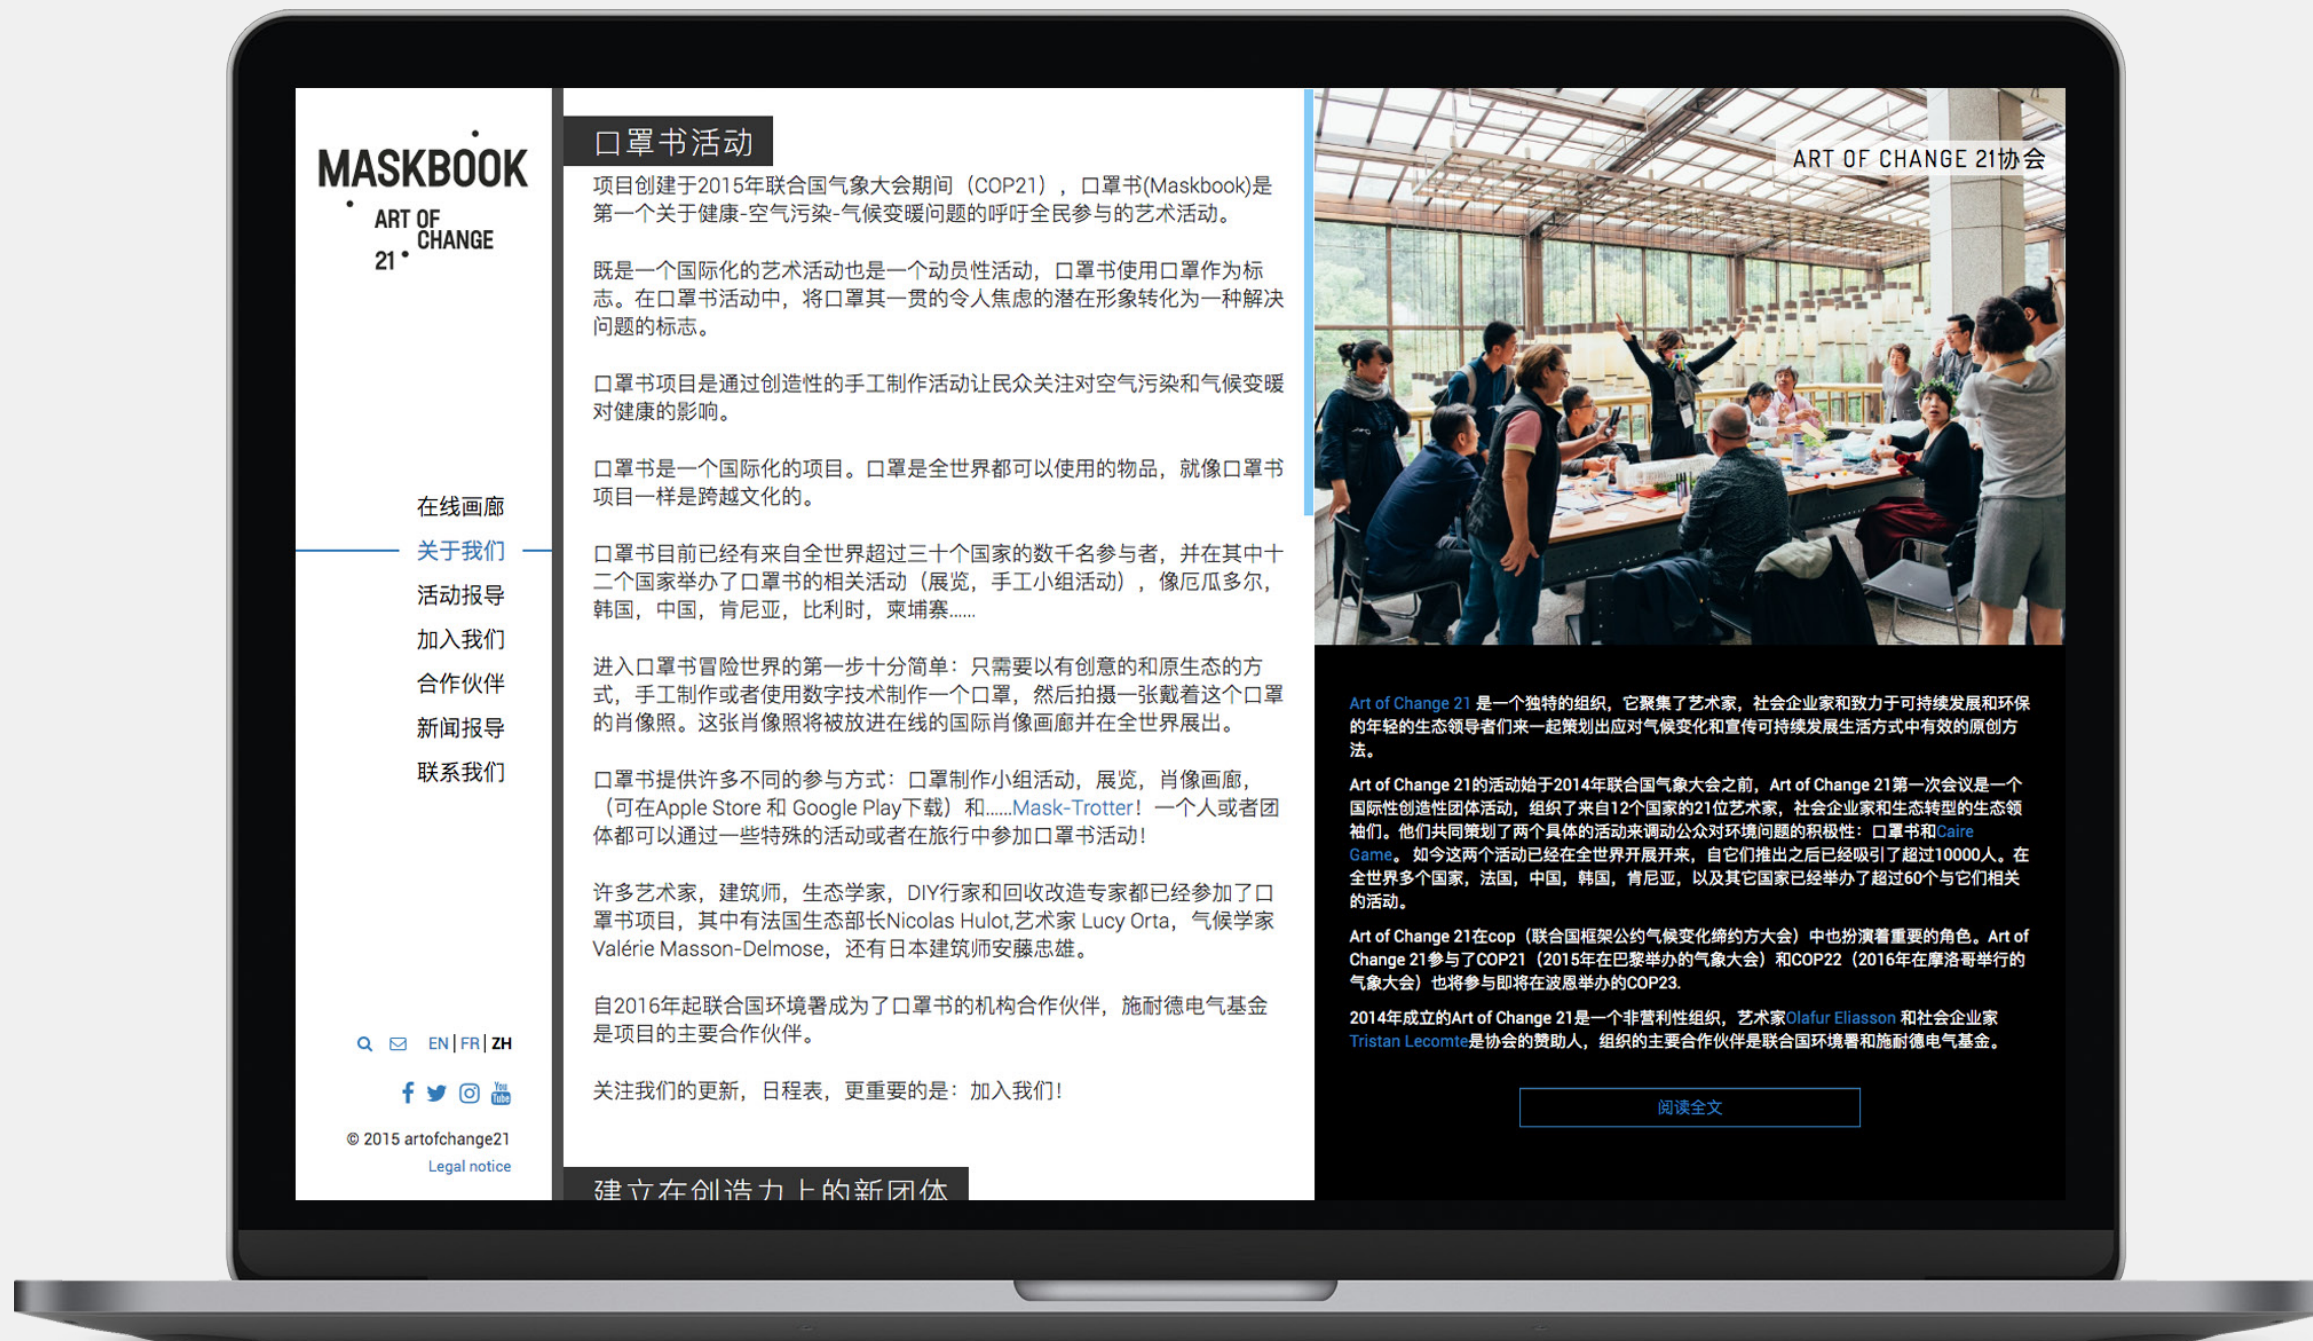 MASKBOOK
ART OF
CHANGE
21
在线画廊
关于我们
活动报导
加入我们
合作伙伴
新闻报导
联系我们
EN|FR|ZH
You
Tube
© 2015 artofchange21
Legal notice
口罩书活动
项目创建于2015年联合国气象大会期间（COP21），口罩书(Maskbook)是
第一个关于健康-空气污染-气候变暖问题的呼吁全民参与的艺术活动。
既是一个国际化的艺术活动也是一个动员性活动，口罩书使用口罩作为标
志。在口罩书活动中，将口罩其一贯的令人焦虑的潜在形象转化为一种解决
问题的标志。
口罩书项目是通过创造性的手工制作活动让民众关注对空气污染和气候变暖
对健康的影响。
口罩书是一个国际化的项目。口罩是全世界都可以使用的物品，就像口罩书
项目一样是跨越文化的。
口罩书目前已经有来自全世界超过三十个国家的数千名参与者，并在其中十
二个国家举办了口罩书的相关活动（展览，手工小组活动），像厄瓜多尔，
韩国，中国，肯尼亚，比利时，柬埔寨......
进入口罩书冒险世界的第一步十分简单：只需要以有创意的和原生态的方
式，手工制作或者使用数字技术制作一个口罩，然后拍摄一张戴着这个口罩
的肖像照。这张肖像照将被放进在线的国际肖像画廊并在全世界展出。
口罩书提供许多不同的参与方式：口罩制作小组活动，展览，肖像画廊，
（可在Apple Store 和 Google Play下载）和......Mask-Trotter！一个人或者团
体都可以通过一些特殊的活动或者在旅行中参加口罩书活动！
许多艺术家，建筑师，生态学家，DIY行家和回收改造专家都已经参加了口
罩书项目，其中有法国生态部长Nicolas Hulot,艺术家 Lucy Orta，气候学家
Valérie Masson-Delmose，还有日本建筑师安藤忠雄。
自2016年起联合国环境署成为了口罩书的机构合作伙伴，施耐德电气基金
是项目的主要合作伙伴。
关注我们的更新，日程表，更重要的是：加入我们！
建立在创造力上的新团体
ART OF CHANGE 21协会
Art of Change 21 是一个独特的组织，它聚集了艺术家，社会企业家和致力于可持续发展和环保
的年轻的生态领导者们来一起策划出应对气候变化和宣传可持续发展生活方式中有效的原创方
法。
Art of Change 21的活动始于2014年联合国气象大会之前，Art of Change 21第一次会议是一个
国际性创造性团体活动，组织了来自12个国家的21位艺术家，社会企业家和生态转型的生态领
袖们。他们共同策划了两个具体的活动来调动公众对环境问题的积极性：口罩书和Caire
Game。 如今这两个活动已经在全世界开展开来，自它们推出之后已经吸引了超过10000人。在
全世界多个国家，法国，中国，韩国，肯尼亚，以及其它国家已经举办了超过60个与它们相关
的活动。
Art of Change 21在cop（联合国框架公约气候变化缔约方大会）中也扮演着重要的角色。Art of
Change 21参与了COP21（2015年在巴黎举办的气象大会）和COP22（2016年在摩洛哥举行的
气象大会）也将参与即将在波恩举办的COP23.
2014年成立的Art of Change 21是一个非营利性组织，艺术家Olafur Eliasson 和社会企业家
Tristan Lecomte是协会的赞助人，组织的主要合作伙伴是联合国环境署和施耐德电气基金。
阅读全文